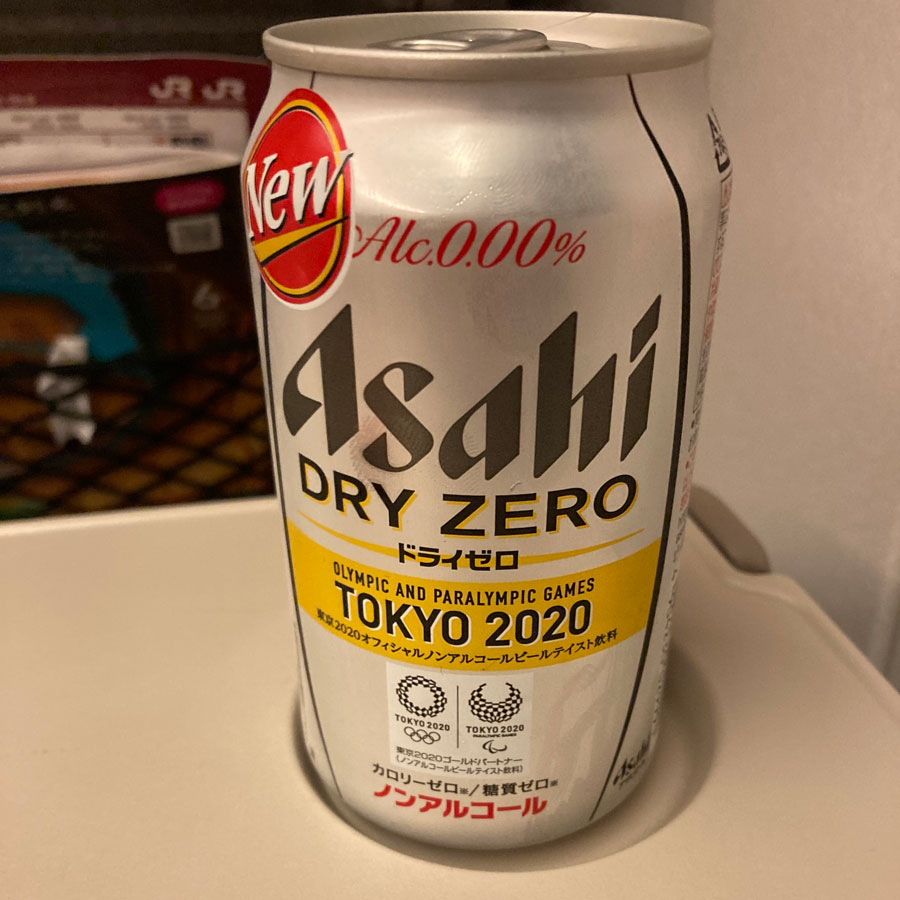 JR JR
New
Alc.0.00%
Asahi
DRY ZERO
ドライゼロ
OLYMPIC AND PARALYMPIC GAMES
TOKYO 2020
東京2020オフィシャルノンアルコールビールテイスト飲料
TOKYO 2020
TOKYO 2020
PARALYMPIC GAMES
東京2020ゴールドパートナー
(ノンアルコールビールテイスト飲料)
カロリーゼロ※/糖質ゼロ※
ノンアルコール
Asahi